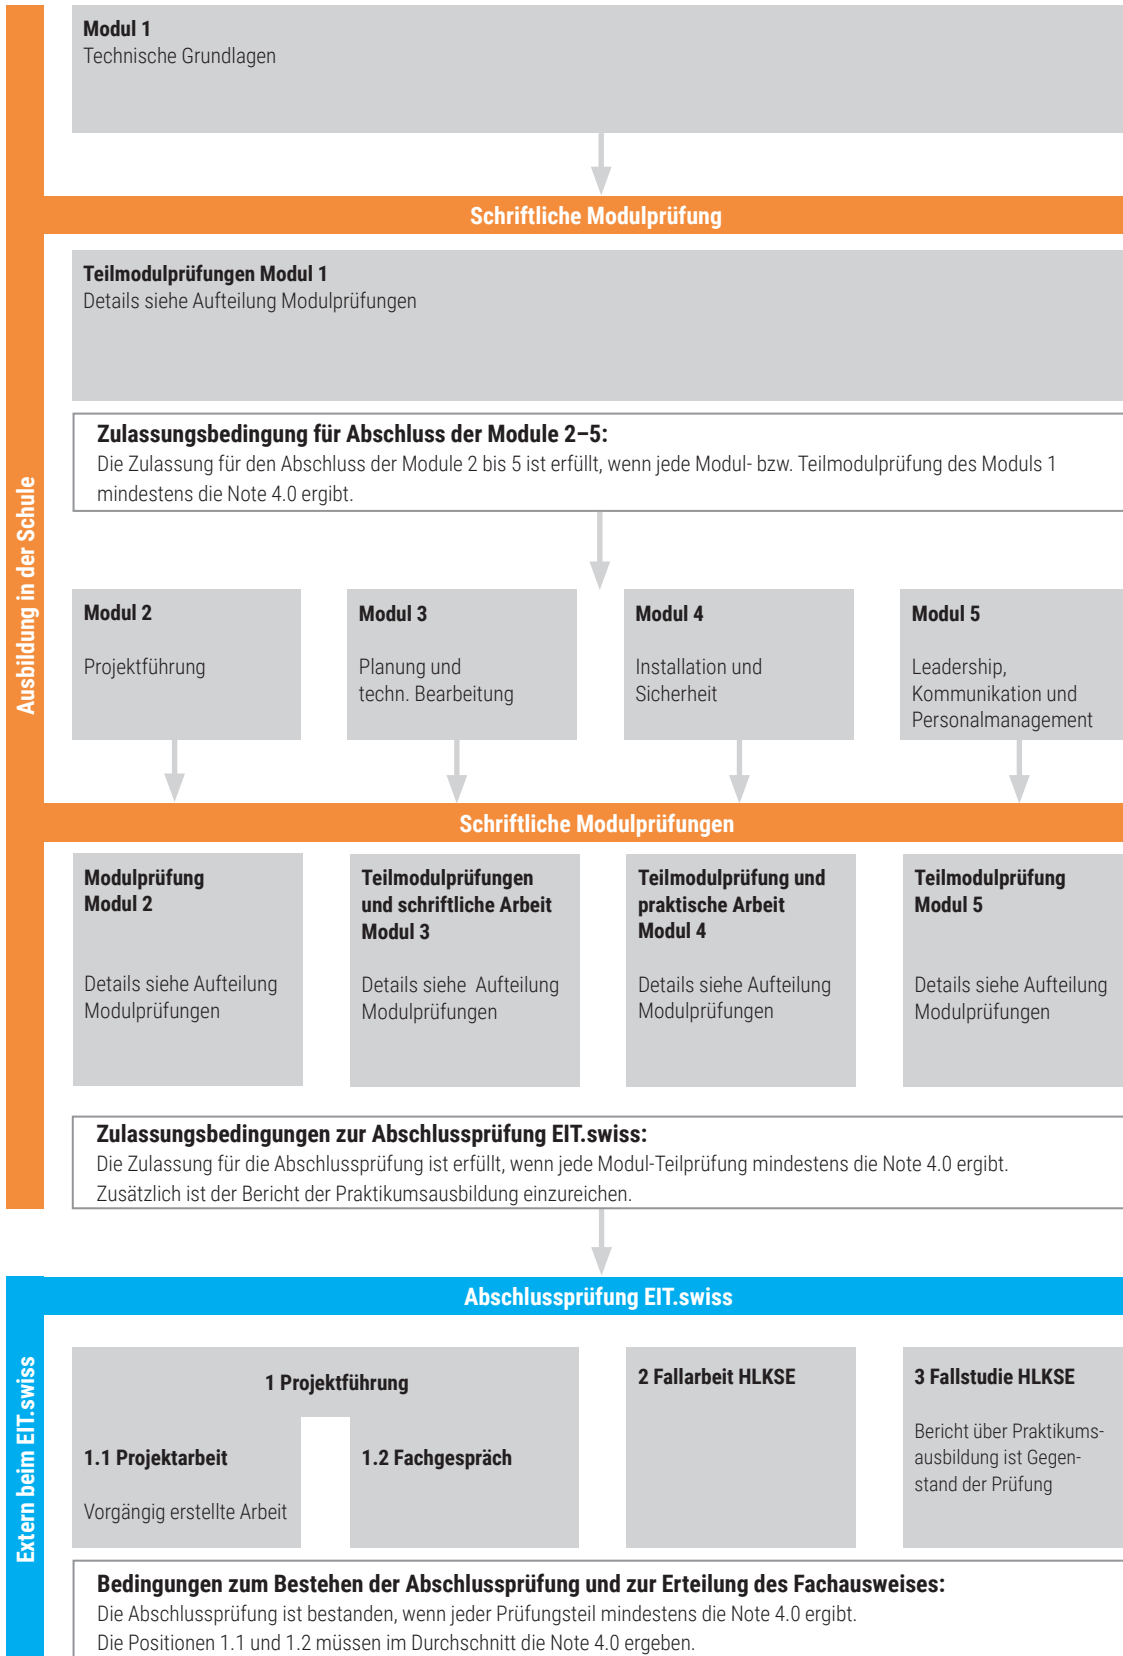 Modul 1
Technische Grundlagen
Schriftliche Modulprüfung
Teilmodulprüfungen Modul 1
Details siehe Aufteilung Modulprüfungen
Zulassungsbedingung für Abschluss der Module 2–5:
Die Zulassung für den Abschluss der Module 2 bis 5 ist erfüllt, wenn jede Modul- bzw. Teilmodulprüfung des Moduls 1
mindestens die Note 4.0 ergibt.
Ausbildung in der Schule
Modul 2
Projektführung
Modul 3
Planung und
techn. Bearbeitung
Modul 4
Installation und
Sicherheit
Modul 5
Leadership,
Kommunikation und
Personalmanagement
Schriftliche Modulprüfungen
Modulprüfung
Modul 2
Details siehe Aufteilung
Modulprüfungen
Teilmodulprüfungen
und schriftliche Arbeit
Modul 3
Details siehe Aufteilung
Modulprüfungen
Teilmodulprüfung und
praktische Arbeit
Modul 4
Details siehe Aufteilung
Modulprüfungen
Teilmodulprüfung
Modul 5
Details siehe Aufteilung
Modulprüfungen
Zulassungsbedingungen zur Abschlussprüfung EIT.swiss:
Die Zulassung für die Abschlussprüfung ist erfüllt, wenn jede Modul-Teilprüfung mindestens die Note 4.0 ergibt.
Zusätzlich ist der Bericht der Praktikumsausbildung einzureichen.
Abschlussprüfung EIT.swiss
Extern beim EIT.swiss
1 Projektführung
1.1 Projektarbeit
Vorgängig erstellte Arbeit
1.2 Fachgespräch
2 Fallarbeit HLKSE
3 Fallstudie HLKSE
Bericht über Praktikums-
ausbildung ist Gegen-
stand der Prüfung
Bedingungen zum Bestehen der Abschlussprüfung und zur Erteilung des Fachausweises:
Die Abschlussprüfung ist bestanden, wenn jeder Prüfungsteil mindestens die Note 4.0 ergibt.
Die Positionen 1.1 und 1.2 müssen im Durchschnitt die Note 4.0 ergeben.